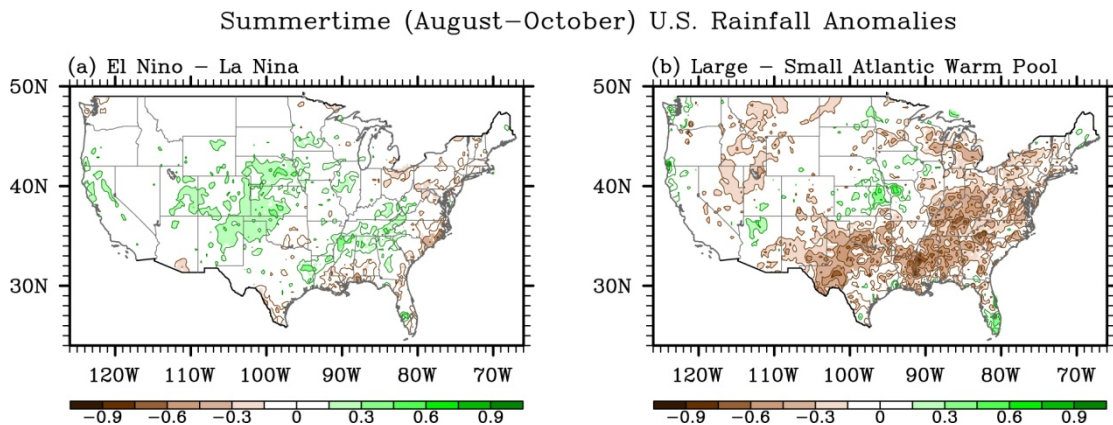 Summertime (August–October) U.S. Rainfall Anomalies
(a) El Nino – La Nina
(b) Large – Small Atlantic Warm Pool
50N 50N
40N 40N
30N 30N
120W 110W 100W 90W 80W 70W 120W 110W 100W 90W 80W 70W
−0.9 −0.6 −0.3 0 0.3 0.6 0.9 −0.9 −0.6 −0.3 0 0.3 0.6 0.9